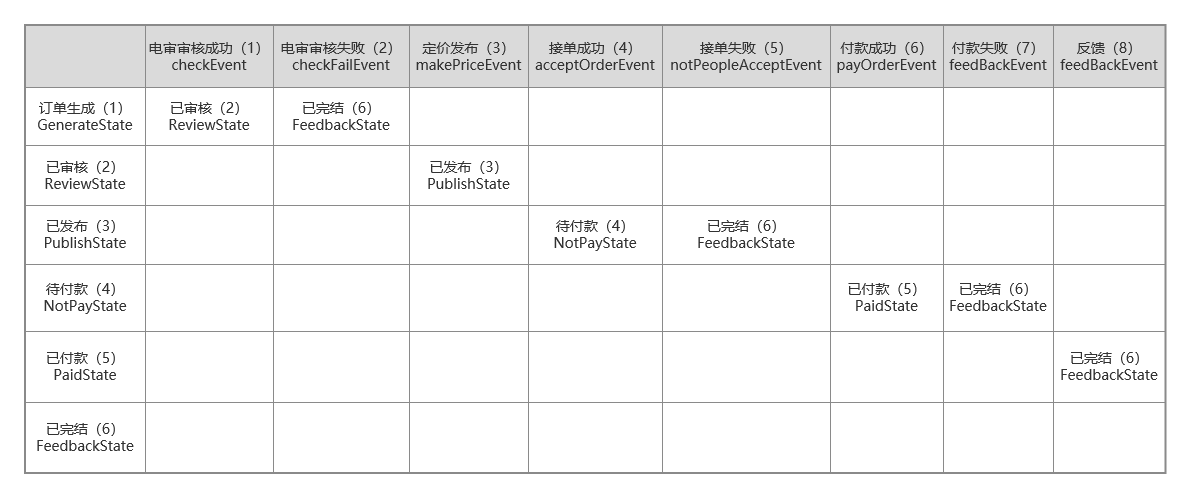 电审审核成功（1） 电审审核失败（2） 定价发布（3） 接单成功（4） 接单失败（5） 付款成功（6） 付款失败（7） 反馈（8）
checkEvent checkFailEvent makePriceEvent acceptOrderEvent notPeopleAcceptEvent payOrderEvent feedBackEvent feedBackEvent
订单生成（1） 已审核（2） 已完结（6）
GenerateState ReviewState FeedbackState
已审核（2） 已发布（3）
ReviewState PublishState
已发布（3） 待付款（4） 已完结（6）
PublishState NotPayState FeedbackState
待付款（4） 已付款（5） 已完结（6）
NotPayState PaidState FeedbackState
已付款（5） 已完结（6）
PaidState FeedbackState
已完结（6）
FeedbackState